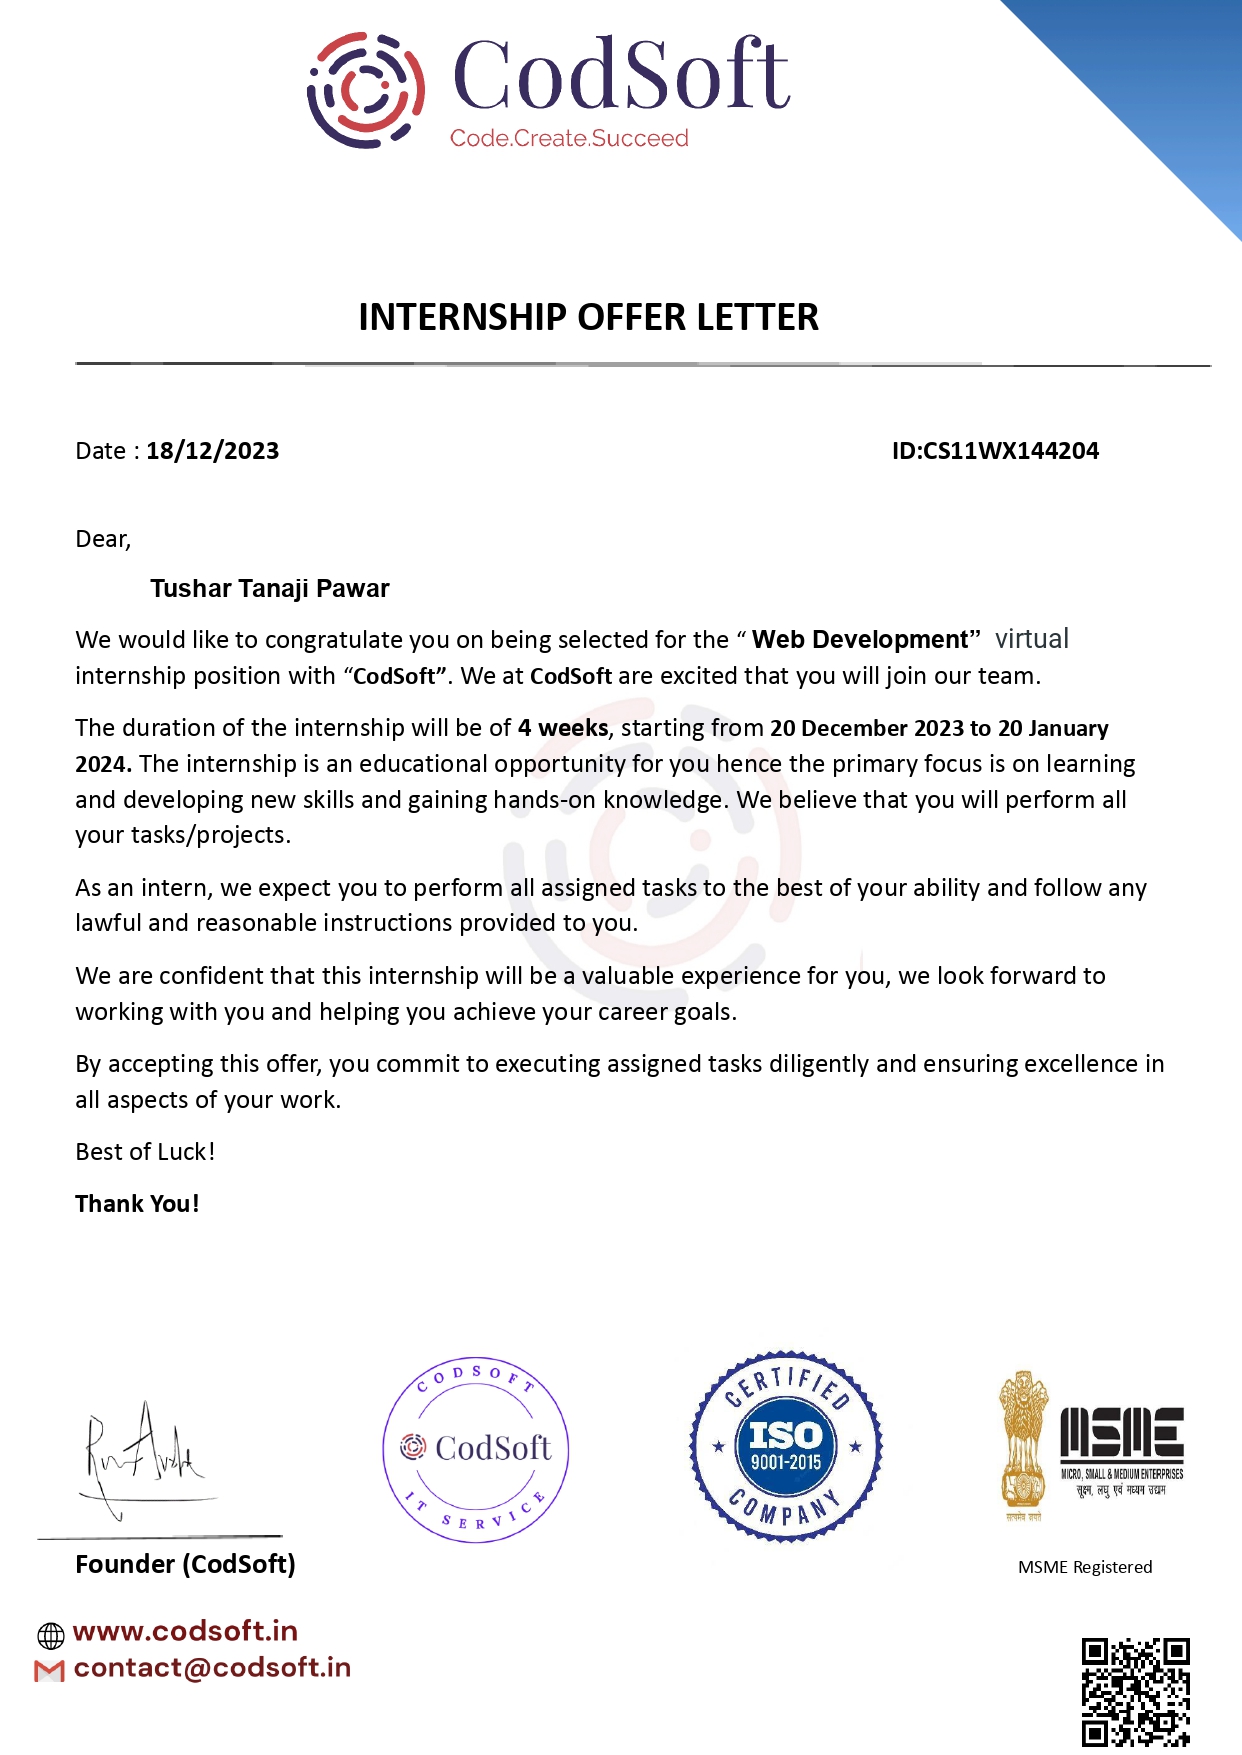 CodSoft
Code.Create.Succeed
INTERNSHIP OFFER LETTER
Date : 18/12/2023 ID:CS11WX144204
Dear,
Tushar Tanaji Pawar
We would like to congratulate you on being selected for the “ Web Development” virtual
internship position with “CodSoft”. We at CodSoft are excited that you will join our team.
The duration of the internship will be of 4 weeks, starting from 20 December 2023 to 20 January
2024. The internship is an educational opportunity for you hence the primary focus is on learning
and developing new skills and gaining hands-on knowledge. We believe that you will perform all
your tasks/projects.
As an intern, we expect you to perform all assigned tasks to the best of your ability and follow any
lawful and reasonable instructions provided to you.
We are confident that this internship will be a valuable experience for you, we look forward to
working with you and helping you achieve your career goals.
By accepting this offer, you commit to executing assigned tasks diligently and ensuring excellence in
all aspects of your work.
Best of Luck!
Thank You!
CODSOFT
CodSoft
IT SERVICE
CERTIFIED
ISO
9001-2015
COMPANY
MSME
MICRO, SMALL & MEDIUM ENTERPRISES
सूक्ष्म, लघु एवं मध्यम उद्यम
सत्यमेव जयते
Founder (CodSoft)
MSME Registered
www.codsoft.in
contact@codsoft.in